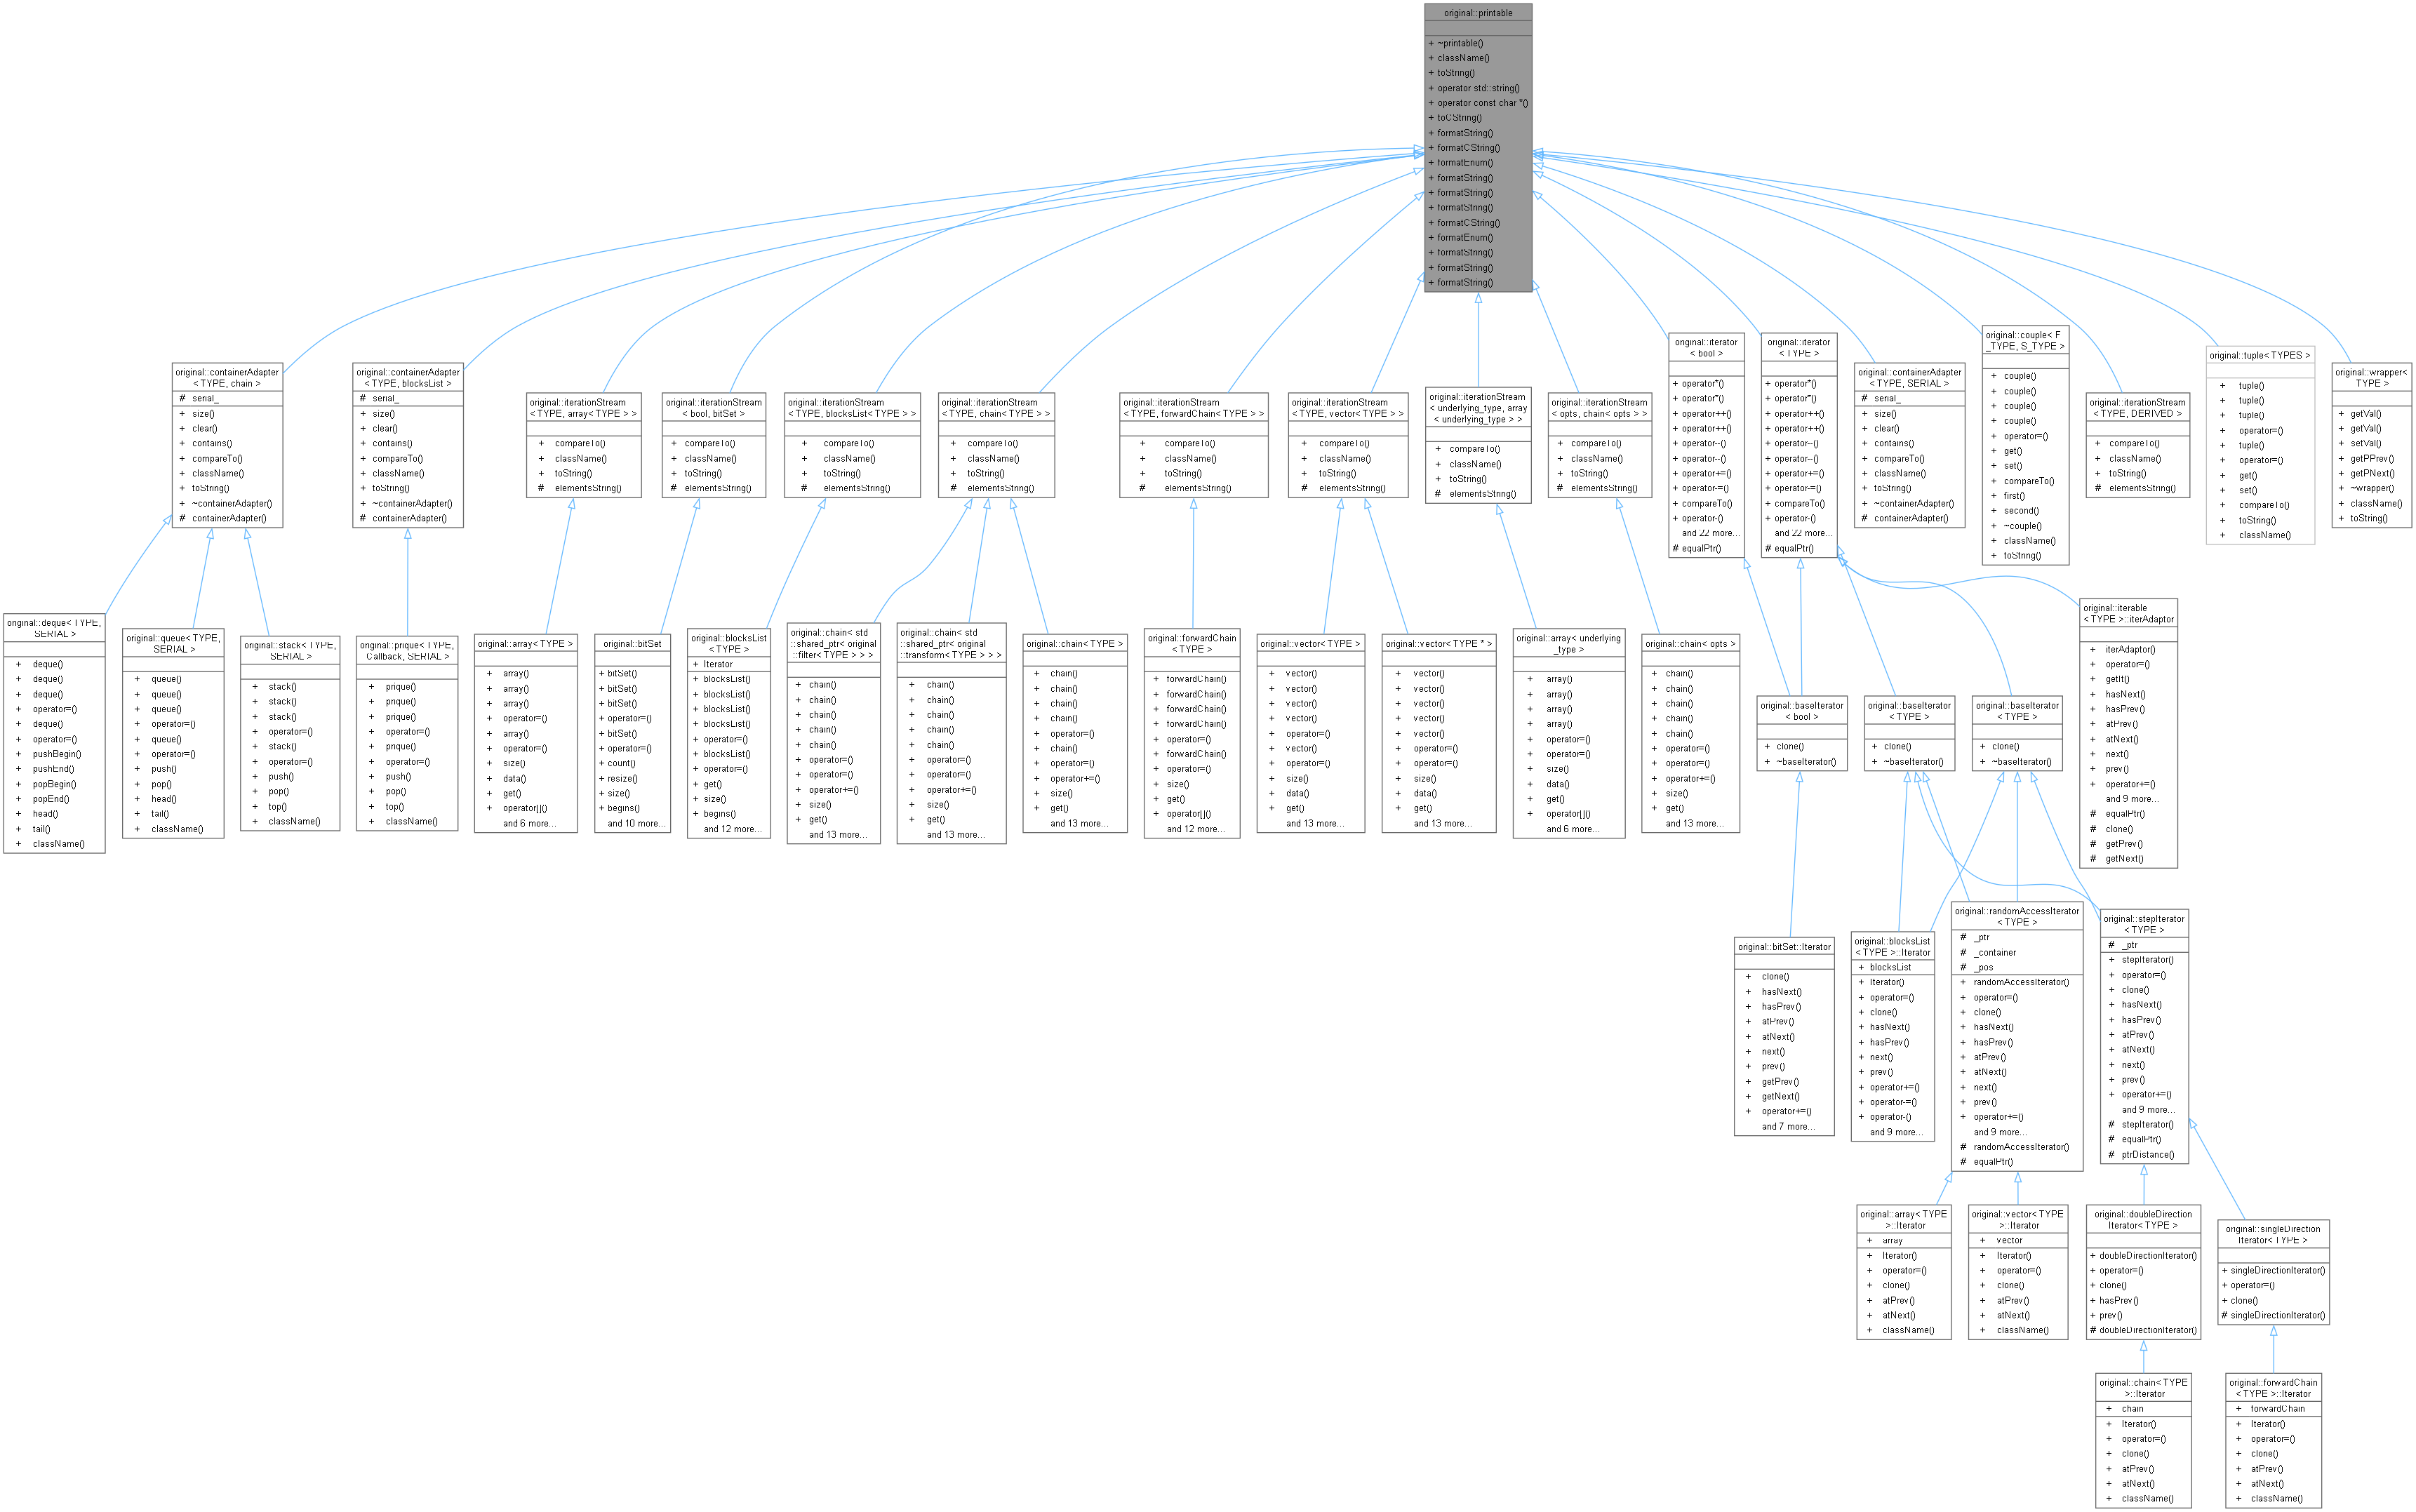 original::printable
+ ~printable()
+ className()
+ toString()
+ operator std::string()
+ operator const char *()
+ toCString()
+ formatString()
+ formatCString()
+ formatEnum()
+ formatString()
+ formatString()
+ formatString()
+ formatCString()
+ formatEnum()
+ formatString()
+ formatString()
+ formatString()
original::containerAdapter
< TYPE, chain >
# serial_
+ size()
+ clear()
+ contains()
+ compareTo()
+ className()
+ toString()
+ ~containerAdapter()
# containerAdapter()
original::containerAdapter
< TYPE, blocksList >
# serial_
+ size()
+ clear()
+ contains()
+ compareTo()
+ className()
+ toString()
+ ~containerAdapter()
# containerAdapter()
original::iterationStream
< TYPE, array< TYPE > >
+ compareTo()
+ className()
+ toString()
# elementsString()
original::iterationStream
< bool, bitSet >
+ compareTo()
+ className()
+ toString()
# elementsString()
original::iterationStream
< TYPE, blocksList< TYPE > >
+ compareTo()
+ className()
+ toString()
# elementsString()
original::iterationStream
< TYPE, chain< TYPE > >
+ compareTo()
+ className()
+ toString()
# elementsString()
original::iterationStream
< TYPE, forwardChain< TYPE > >
+ compareTo()
+ className()
+ toString()
# elementsString()
original::iterationStream
< TYPE, vector< TYPE > >
+ compareTo()
+ className()
+ toString()
# elementsString()
original::iterationStream
< underlying_type, array
< underlying_type > >
+ compareTo()
+ className()
+ toString()
# elementsString()
original::iterationStream
< opts, chain< opts > >
+ compareTo()
+ className()
+ toString()
# elementsString()
original::iterator
< bool >
+ operator*()
+ operator*()
+ operator++()
+ operator++()
+ operator--()
+ operator--()
+ operator+=()
+ operator-=()
+ compareTo()
+ operator-()
and 22 more...
# equalPtr()
original::iterator
< TYPE >
+ operator*()
+ operator*()
+ operator++()
+ operator++()
+ operator--()
+ operator--()
+ operator+=()
+ operator-=()
+ compareTo()
+ operator-()
and 22 more...
# equalPtr()
original::containerAdapter
< TYPE, SERIAL >
# serial_
+ size()
+ clear()
+ contains()
+ compareTo()
+ className()
+ toString()
+ ~containerAdapter()
# containerAdapter()
original::couple< F
_TYPE, S_TYPE >
+ couple()
+ couple()
+ couple()
+ couple()
+ operator=()
+ get()
+ set()
+ compareTo()
+ first()
+ second()
+ ~couple()
+ className()
+ toString()
original::iterationStream
< TYPE, DERIVED >
+ compareTo()
+ className()
+ toString()
# elementsString()
original::tuple< TYPES >
+ tuple()
+ tuple()
+ tuple()
+ operator=()
+ tuple()
+ operator=()
+ get()
+ set()
+ compareTo()
+ toString()
+ className()
original::wrapper<
TYPE >
+ getVal()
+ getVal()
+ setVal()
+ getPPrev()
+ getPNext()
+ ~wrapper()
+ className()
+ toString()
original::deque< TYPE,
SERIAL >
+ deque()
+ deque()
+ deque()
+ operator=()
+ deque()
+ operator=()
+ pushBegin()
+ pushEnd()
+ popBegin()
+ popEnd()
+ head()
+ tail()
+ className()
original::queue< TYPE,
SERIAL >
+ queue()
+ queue()
+ queue()
+ operator=()
+ queue()
+ operator=()
+ push()
+ pop()
+ head()
+ tail()
+ className()
original::stack< TYPE,
SERIAL >
+ stack()
+ stack()
+ stack()
+ operator=()
+ stack()
+ operator=()
+ push()
+ pop()
+ top()
+ className()
original::prique< TYPE,
Callback, SERIAL >
+ prique()
+ prique()
+ prique()
+ operator=()
+ prique()
+ operator=()
+ push()
+ pop()
+ top()
+ className()
original::array< TYPE >
+ array()
+ array()
+ array()
+ operator=()
+ array()
+ operator=()
+ size()
+ data()
+ get()
+ operator[]()
and 6 more...
original::bitSet
+ bitSet()
+ bitSet()
+ bitSet()
+ operator=()
+ bitSet()
+ operator=()
+ count()
+ resize()
+ size()
+ begins()
and 10 more...
original::blocksList
< TYPE >
+ Iterator
+ blocksList()
+ blocksList()
+ blocksList()
+ blocksList()
+ operator=()
+ blocksList()
+ operator=()
+ get()
+ size()
+ begins()
and 12 more...
original::chain< std
::shared_ptr< original
::filter< TYPE > > >
+ chain()
+ chain()
+ chain()
+ chain()
+ chain()
+ operator=()
+ operator=()
+ operator+=()
+ size()
+ get()
and 13 more...
original::chain< std
::shared_ptr< original
::transform< TYPE > > >
+ chain()
+ chain()
+ chain()
+ chain()
+ chain()
+ operator=()
+ operator=()
+ operator+=()
+ size()
+ get()
and 13 more...
original::chain< TYPE >
+ chain()
+ chain()
+ chain()
+ chain()
+ operator=()
+ chain()
+ operator=()
+ operator+=()
+ size()
+ get()
and 13 more...
original::forwardChain
< TYPE >
+ forwardChain()
+ forwardChain()
+ forwardChain()
+ forwardChain()
+ operator=()
+ forwardChain()
+ operator=()
+ size()
+ get()
+ operator[]()
and 12 more...
original::vector< TYPE >
+ vector()
+ vector()
+ vector()
+ vector()
+ operator=()
+ vector()
+ operator=()
+ size()
+ data()
+ get()
and 13 more...
original::vector< TYPE * >
+ vector()
+ vector()
+ vector()
+ vector()
+ vector()
+ operator=()
+ operator=()
+ size()
+ data()
+ get()
and 13 more...
original::array< underlying
_type >
+ array()
+ array()
+ array()
+ array()
+ operator=()
+ operator=()
+ size()
+ data()
+ get()
+ operator[]()
and 6 more...
original::chain< opts >
+ chain()
+ chain()
+ chain()
+ chain()
+ chain()
+ operator=()
+ operator=()
+ operator+=()
+ size()
+ get()
and 13 more...
original::baseIterator
< bool >
+ clone()
+ ~baseIterator()
original::baseIterator
< TYPE >
+ clone()
+ ~baseIterator()
original::baseIterator
< TYPE >
+ clone()
+ ~baseIterator()
original::iterable
< TYPE >::iterAdaptor
+ iterAdaptor()
+ operator=()
+ getIt()
+ hasNext()
+ hasPrev()
+ atPrev()
+ atNext()
+ next()
+ prev()
+ operator+=()
and 9 more...
# equalPtr()
# clone()
# getPrev()
# getNext()
original::bitSet::Iterator
+ clone()
+ hasNext()
+ hasPrev()
+ atPrev()
+ atNext()
+ next()
+ prev()
+ getPrev()
+ getNext()
+ operator+=()
and 7 more...
original::blocksList
< TYPE >::Iterator
+ blocksList
+ Iterator()
+ operator=()
+ clone()
+ hasNext()
+ hasPrev()
+ next()
+ prev()
+ operator+=()
+ operator-=()
+ operator-()
and 9 more...
original::randomAccessIterator
< TYPE >
# _ptr
# _container
# _pos
+ randomAccessIterator()
+ operator=()
+ clone()
+ hasNext()
+ hasPrev()
+ atPrev()
+ atNext()
+ next()
+ prev()
+ operator+=()
and 9 more...
# randomAccessIterator()
# equalPtr()
original::stepIterator
< TYPE >
# _ptr
+ stepIterator()
+ operator=()
+ clone()
+ hasNext()
+ hasPrev()
+ atPrev()
+ atNext()
+ next()
+ prev()
+ operator+=()
and 9 more...
# stepIterator()
# equalPtr()
# ptrDistance()
original::array< TYPE
>::Iterator
+ array
+ Iterator()
+ operator=()
+ clone()
+ atPrev()
+ atNext()
+ className()
original::vector< TYPE
>::Iterator
+ vector
+ Iterator()
+ operator=()
+ clone()
+ atPrev()
+ atNext()
+ className()
original::doubleDirection
Iterator< TYPE >
+ doubleDirectionIterator()
+ operator=()
+ clone()
+ hasPrev()
+ prev()
# doubleDirectionIterator()
original::singleDirection
Iterator< TYPE >
+ singleDirectionIterator()
+ operator=()
+ clone()
# singleDirectionIterator()
original::chain< TYPE
>::Iterator
+ chain
+ Iterator()
+ operator=()
+ clone()
+ atPrev()
+ atNext()
+ className()
original::forwardChain
< TYPE >::Iterator
+ forwardChain
+ Iterator()
+ operator=()
+ clone()
+ atPrev()
+ atNext()
+ className()